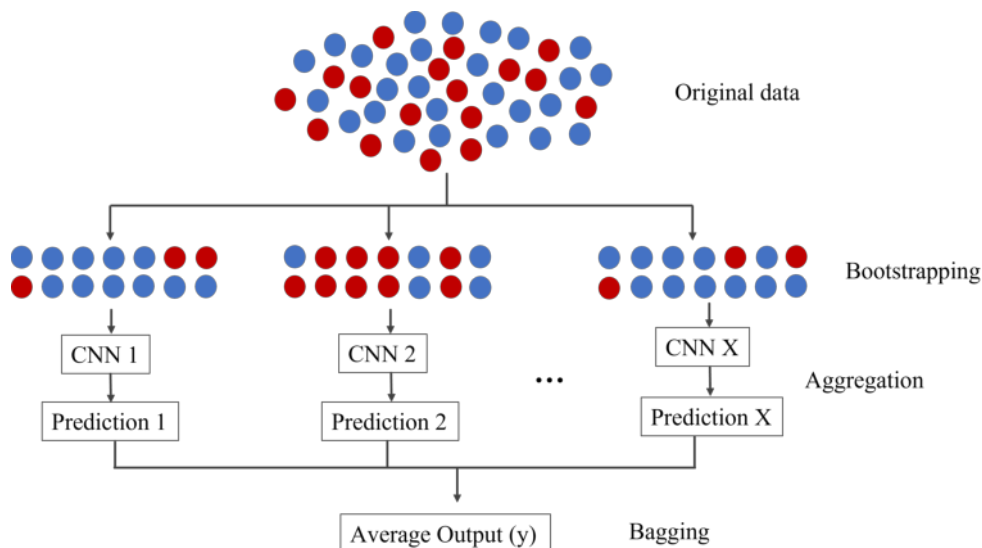 Original data
Bootstrapping
CNN 1
CNN 2
CNN X
...
Aggregation
Prediction 1
Prediction 2
Prediction X
Average Output (y)
Bagging